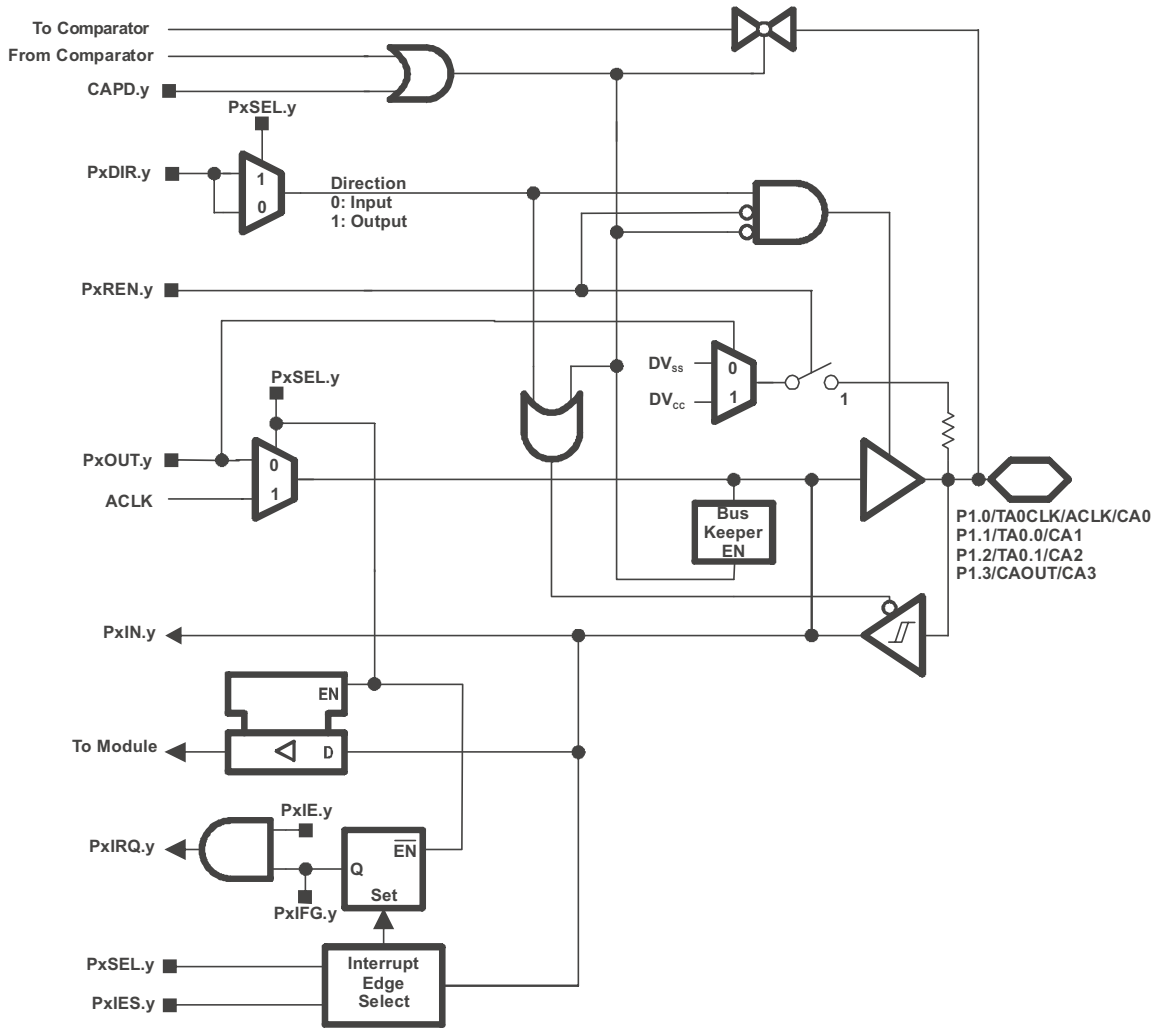 To Comparator
From Comparator
CAPD.y
PxSEL.y
PxDIR.y
1
0
Direction
0: Input
1: Output
PxREN.y
DVSS
0
DVCC
1
1
PxSEL.y
PxOUT.y
0
ACLK
1
Bus
Keeper
EN
P1.0/TA0CLK/ACLK/CA0
P1.1/TA0.0/CA1
P1.2/TA0.1/CA2
P1.3/CAOUT/CA3
PxIN.y
EN
To Module
D
PxIE.y
PxIRQ.y
EN
Q
Set
PxIFG.y
PxSEL.y
PxIES.y
Interrupt
Edge
Select